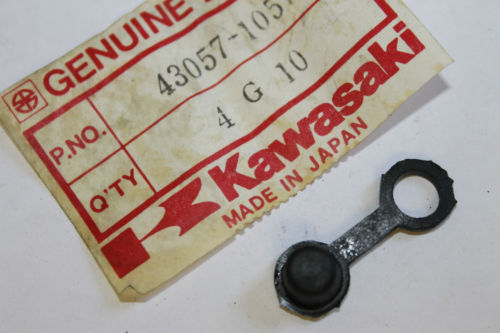 GENUINE
P.NO. 43057-105
Q'TY 4 G 10
Kawasaki
MADE IN JAPAN